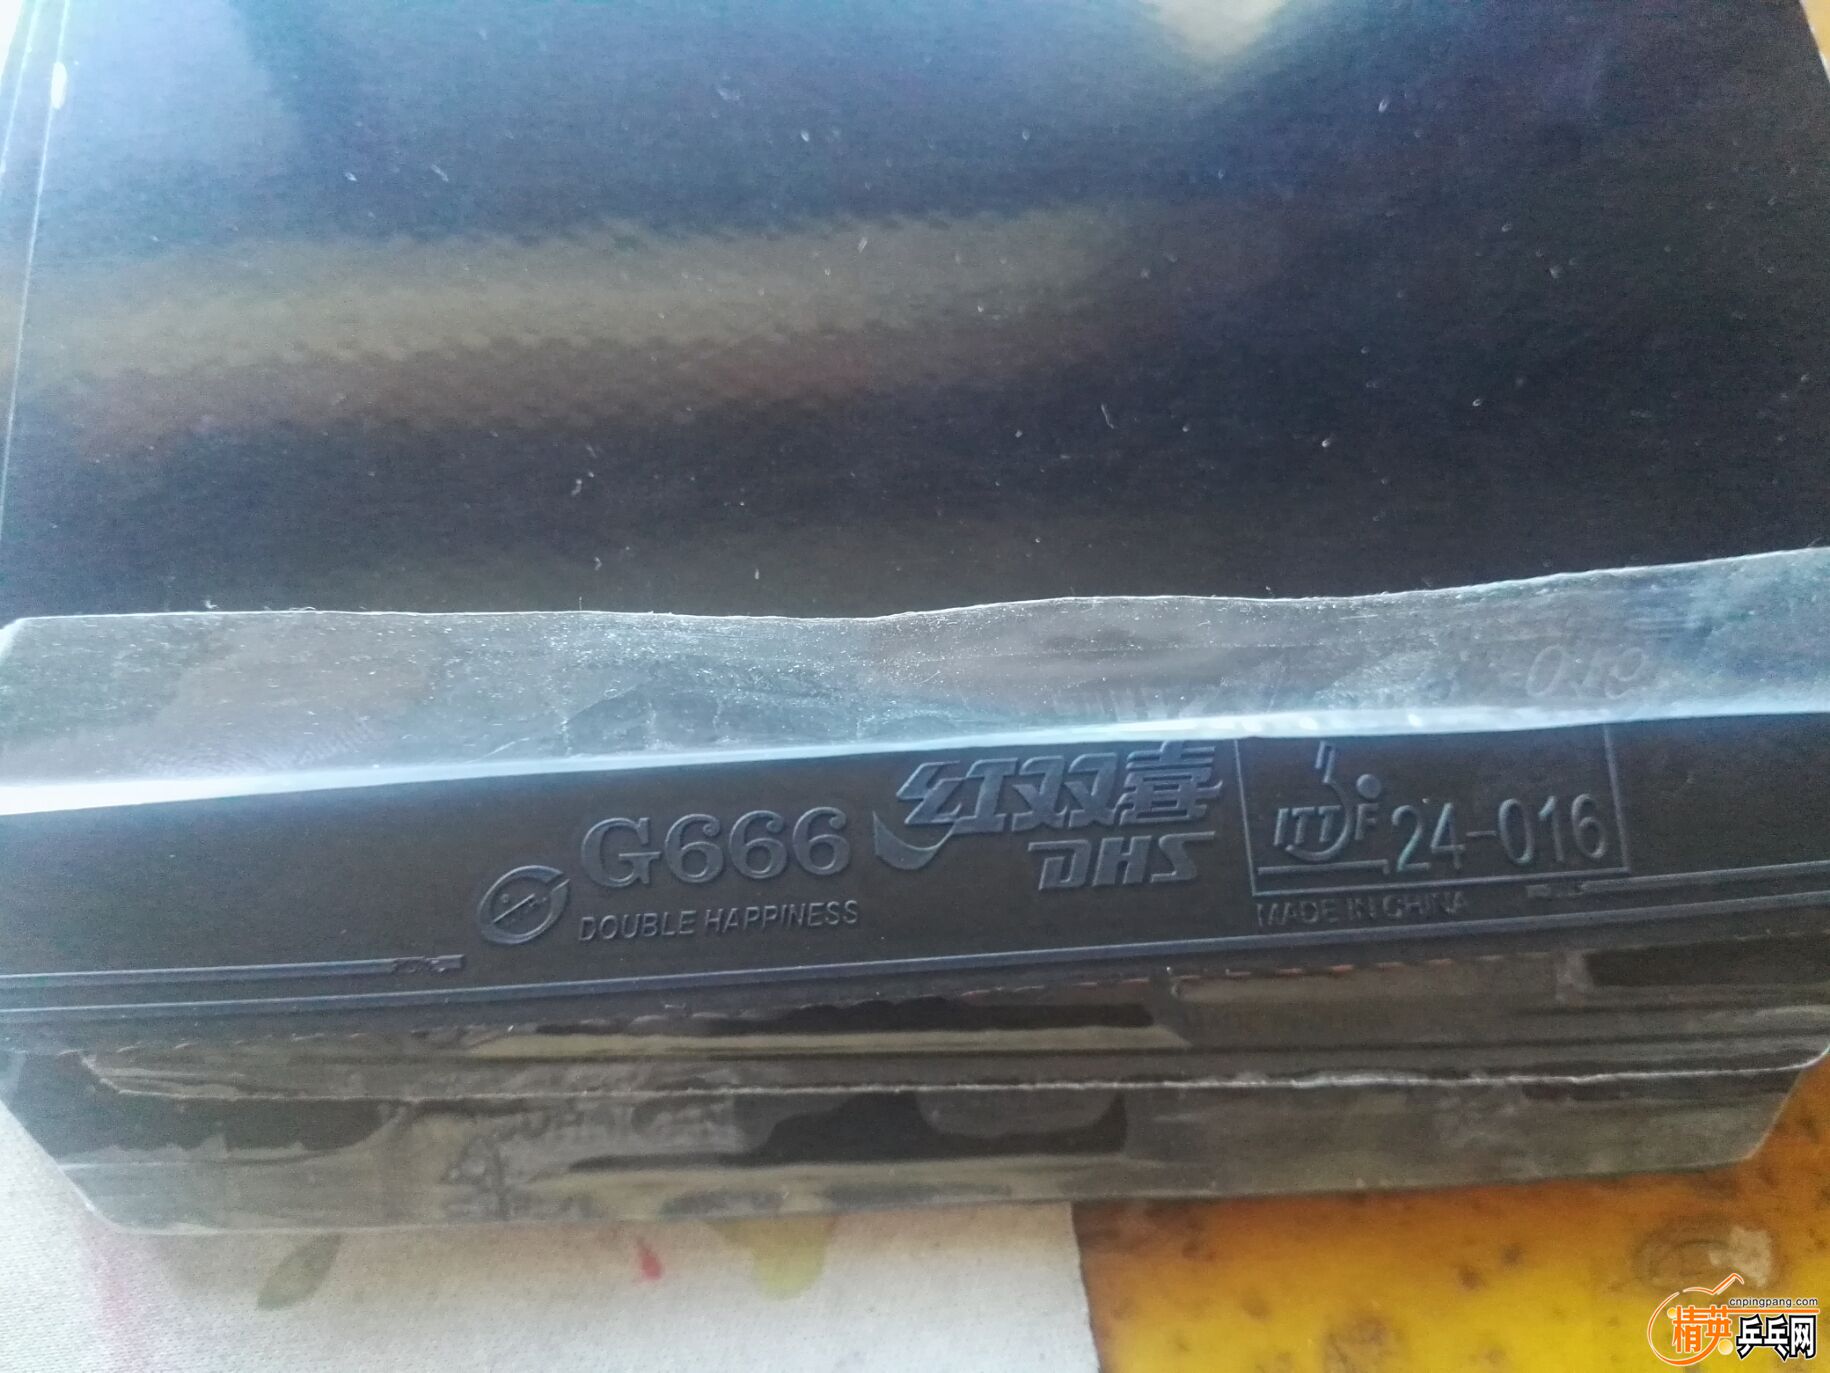 红双喜
G666
DHS
ITTF 24-016
DOUBLE HAPPINESS
MADE IN CHINA
cnpingpang.com
精英乒乓网